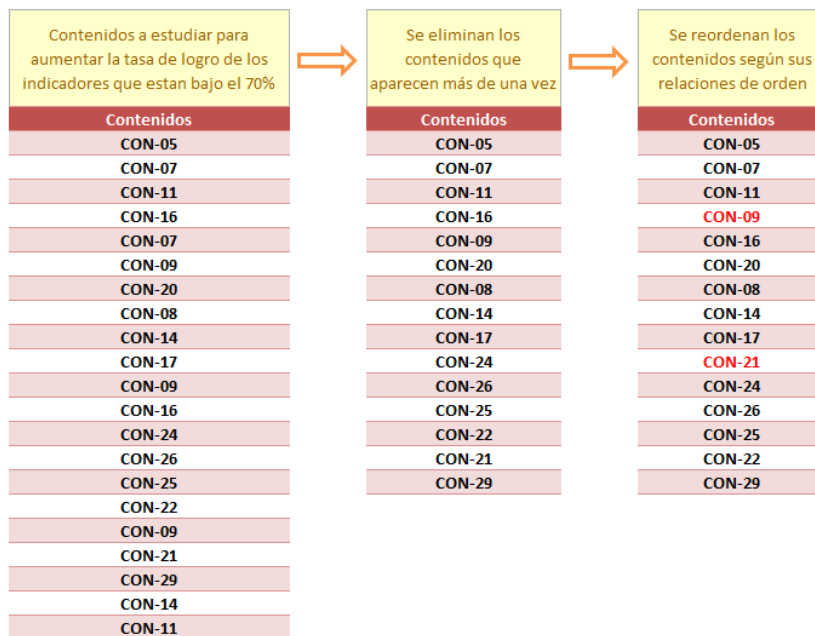 Contenidos a estudiar para
aumentar la tasa de logro de los
indicadores que estan bajo el 70%
Contenidos
CON-05
CON-07
CON-11
CON-16
CON-07
CON-09
CON-20
CON-08
CON-14
CON-17
CON-09
CON-16
CON-24
CON-26
CON-25
CON-22
CON-09
CON-21
CON-29
CON-14
CON-11
Se eliminan los
contenidos que
aparecen más de una vez
Contenidos
CON-05
CON-07
CON-11
CON-16
CON-09
CON-20
CON-08
CON-14
CON-17
CON-24
CON-26
CON-25
CON-22
CON-21
CON-29
Se reordenan los
contenidos según sus
relaciones de orden
Contenidos
CON-05
CON-07
CON-11
CON-09
CON-16
CON-20
CON-08
CON-14
CON-17
CON-21
CON-24
CON-26
CON-25
CON-22
CON-29